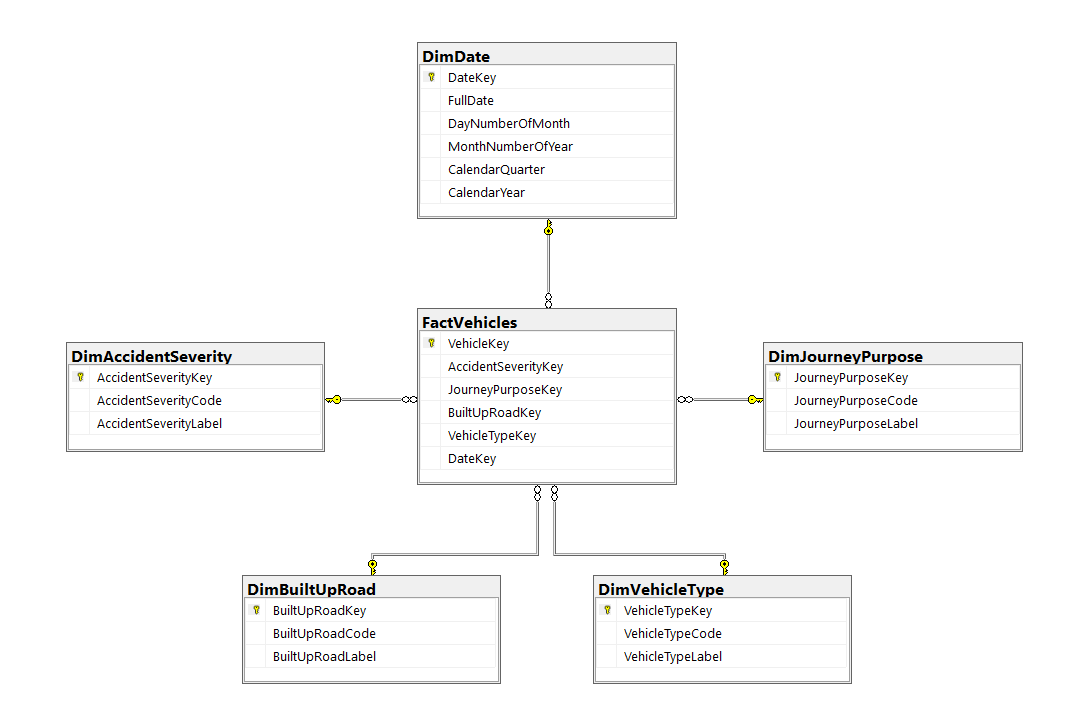 DimDate
DateKey
FullDate
DayNumberOfMonth
MonthNumberOfYear
CalendarQuarter
CalendarYear
FactVehicles
VehicleKey
AccidentSeverityKey
JourneyPurposeKey
BuiltUpRoadKey
VehicleTypeKey
DateKey
DimAccidentSeverity
AccidentSeverityKey
AccidentSeverityCode
AccidentSeverityLabel
DimJourneyPurpose
JourneyPurposeKey
JourneyPurposeCode
JourneyPurposeLabel
DimBuiltUpRoad
BuiltUpRoadKey
BuiltUpRoadCode
BuiltUpRoadLabel
DimVehicleType
VehicleTypeKey
VehicleTypeCode
VehicleTypeLabel